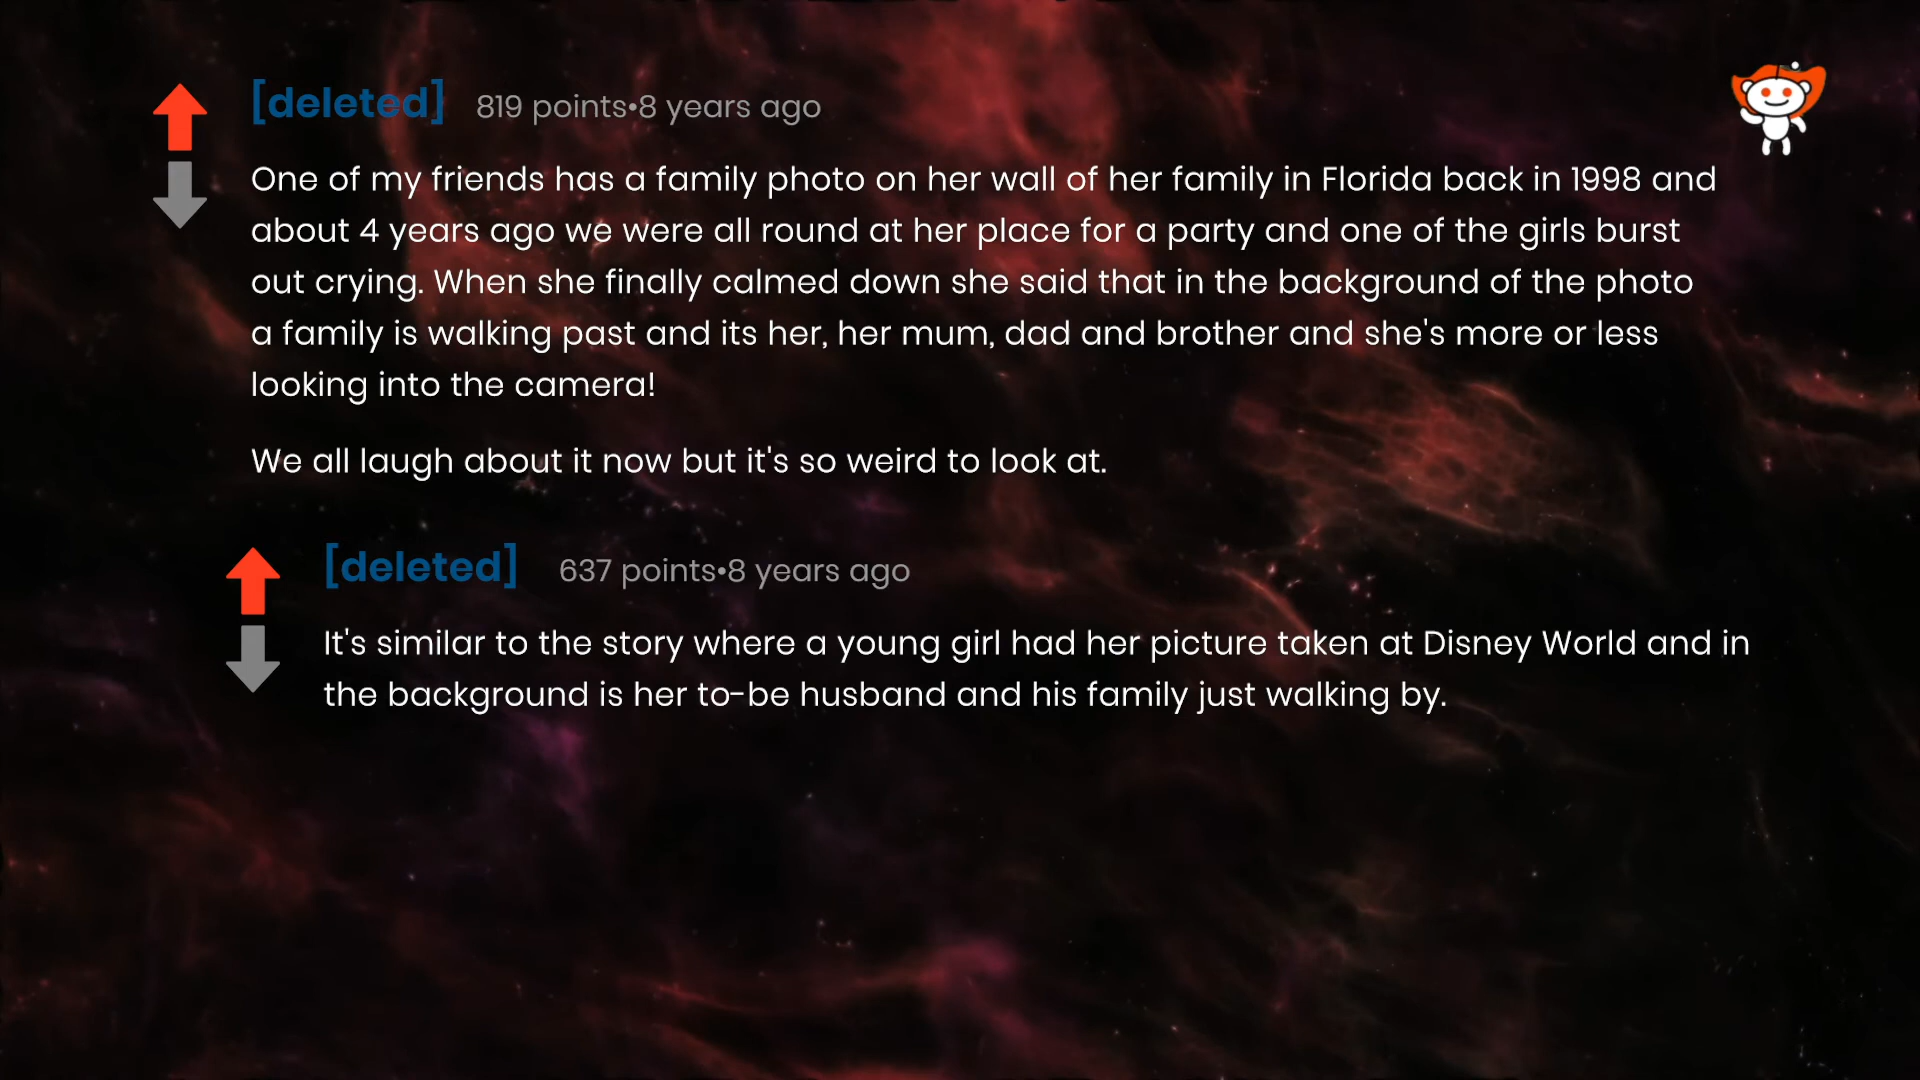 [deleted] 819 points•8 years ago
One of my friends has a family photo on her wall of her family in Florida back in 1998 and
about 4 years ago we were all round at her place for a party and one of the girls burst
out crying. When she finally calmed down she said that in the background of the photo
a family is walking past and its her, her mum, dad and brother and she's more or less
looking into the camera!
We all laugh about it now but it's so weird to look at.
[deleted] 637 points•8 years ago
It's similar to the story where a young girl had her picture taken at Disney World and in
the background is her to-be husband and his family just walking by.